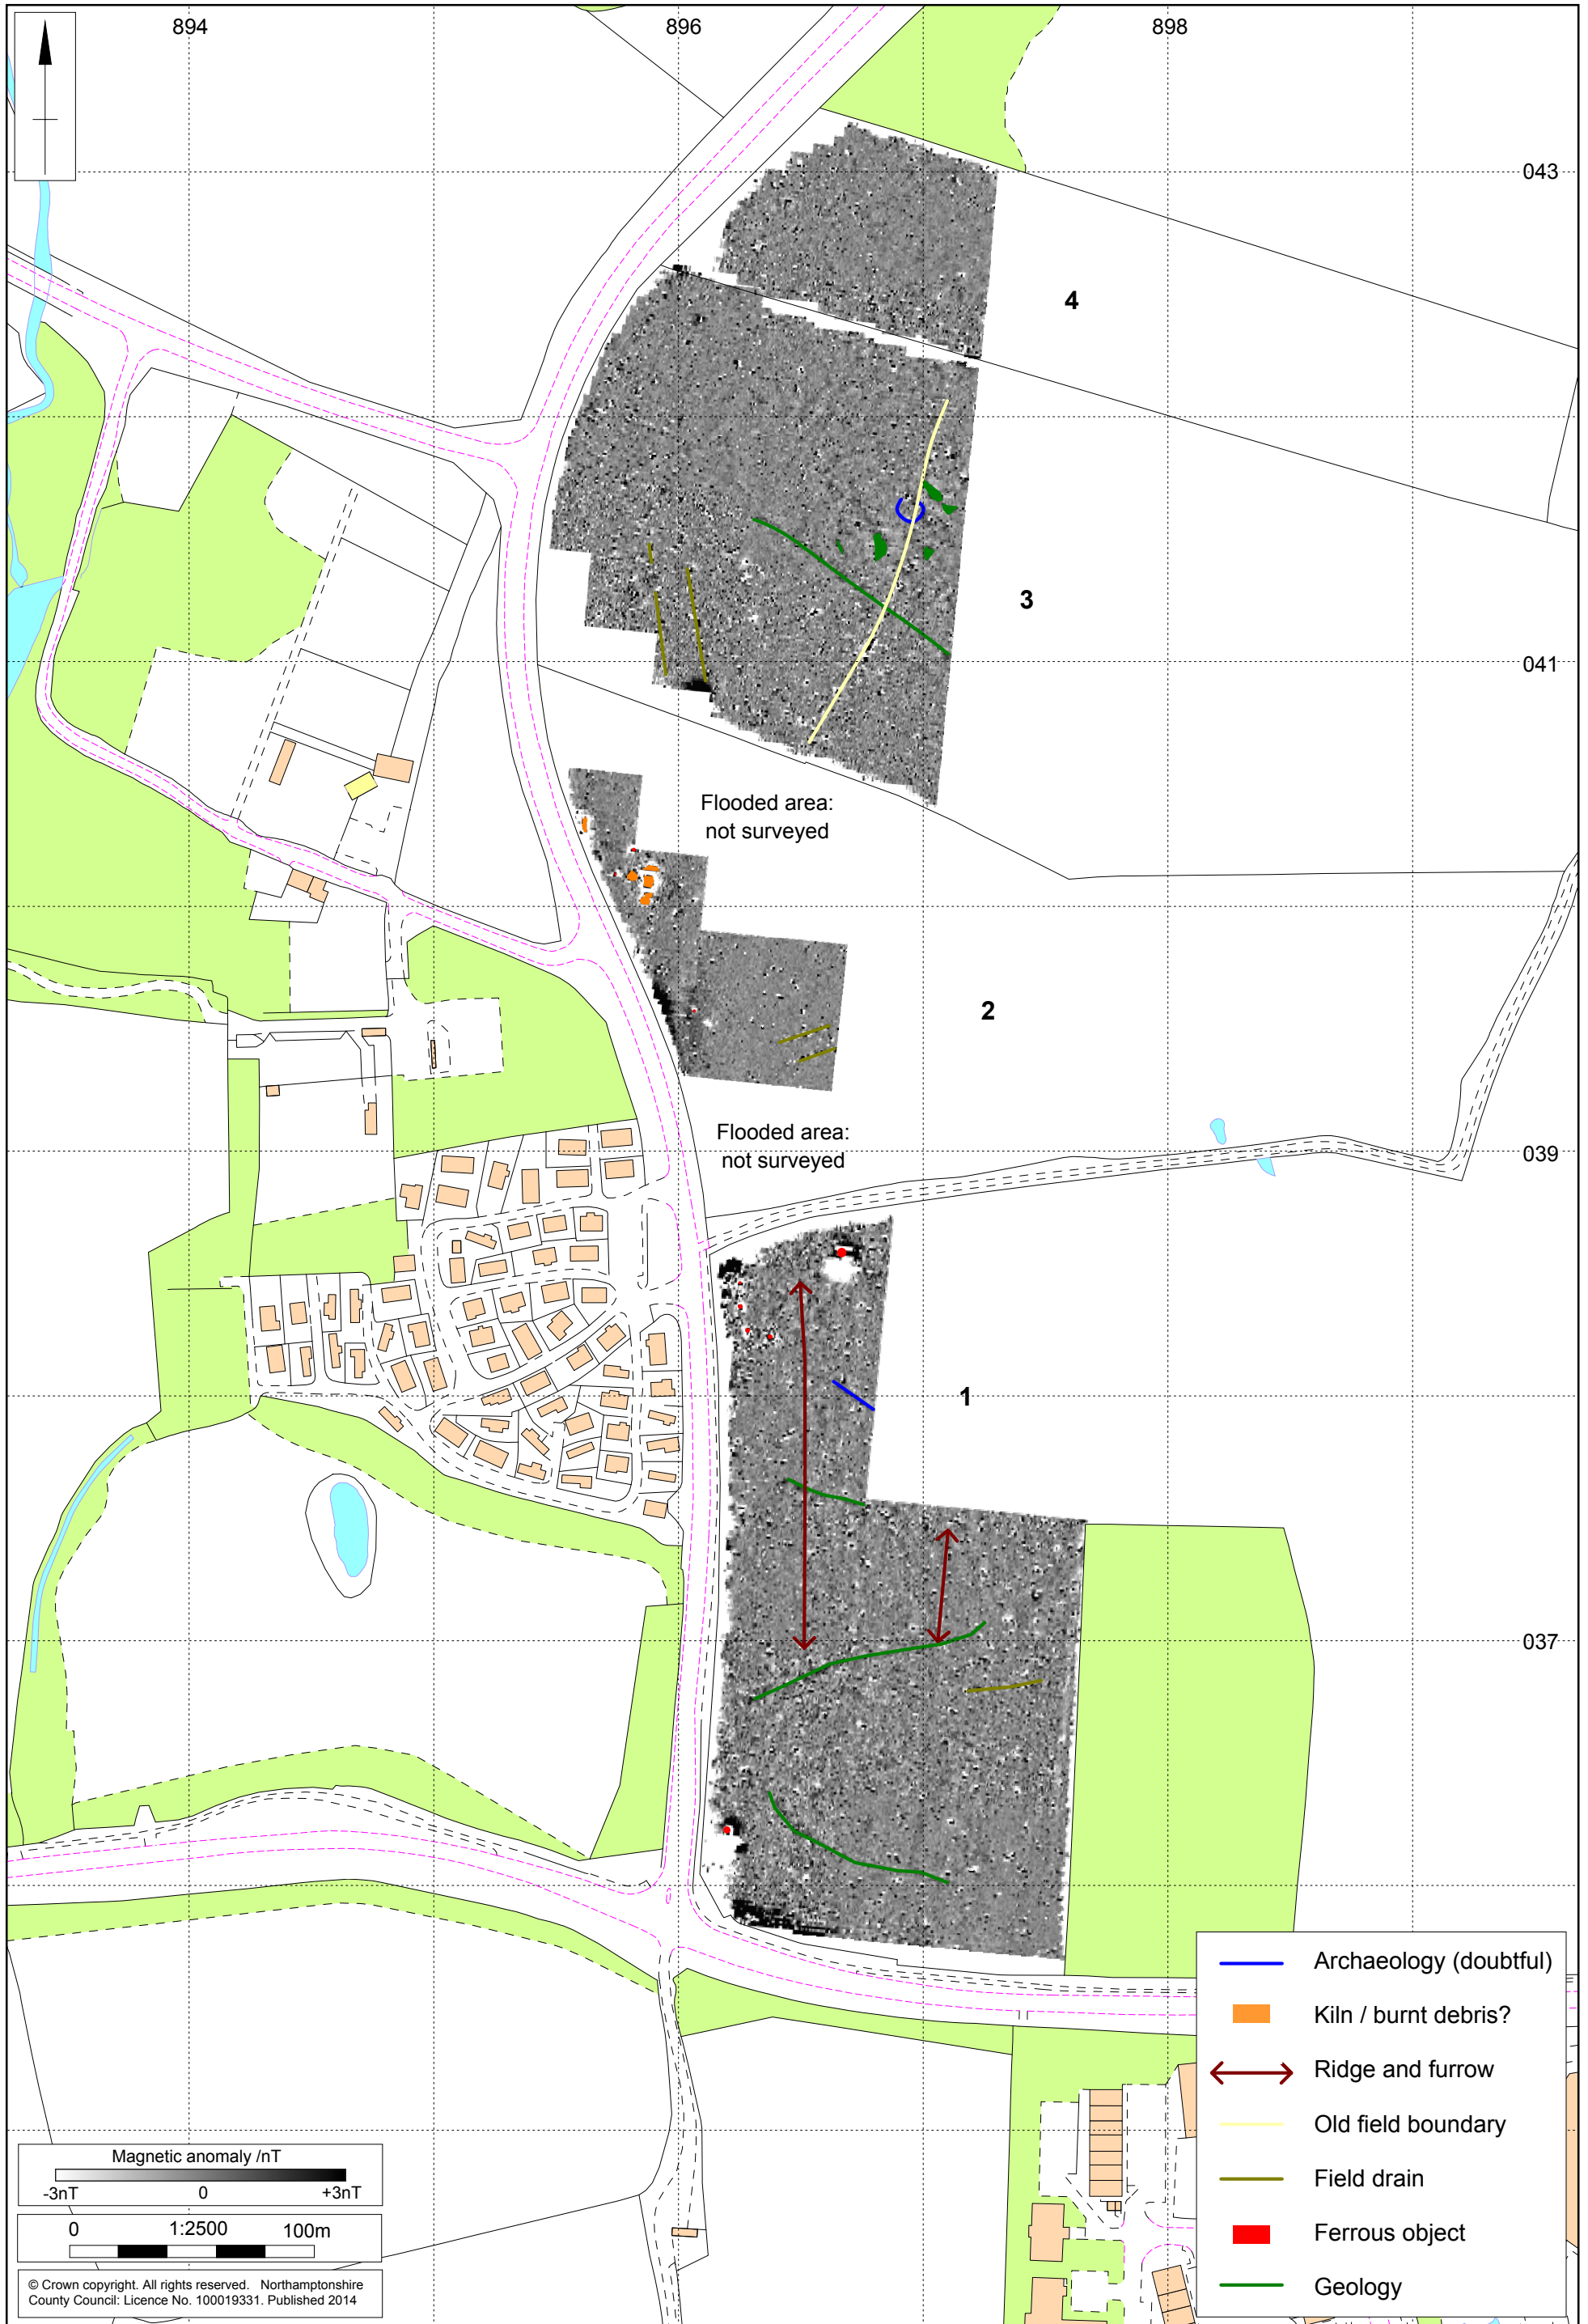 894
896
898
043
4
3
041
Flooded area:
not surveyed
2
Flooded area:
not surveyed
039
1
037
Archaeology (doubtful)
Kiln / burnt debris?
Ridge and furrow
Old field boundary
Field drain
Ferrous object
Geology
Magnetic anomaly /nT
-3nT 0 +3nT
0 1:2500 100m
© Crown copyright. All rights reserved. Northamptonshire
County Council: Licence No. 100019331. Published 2014